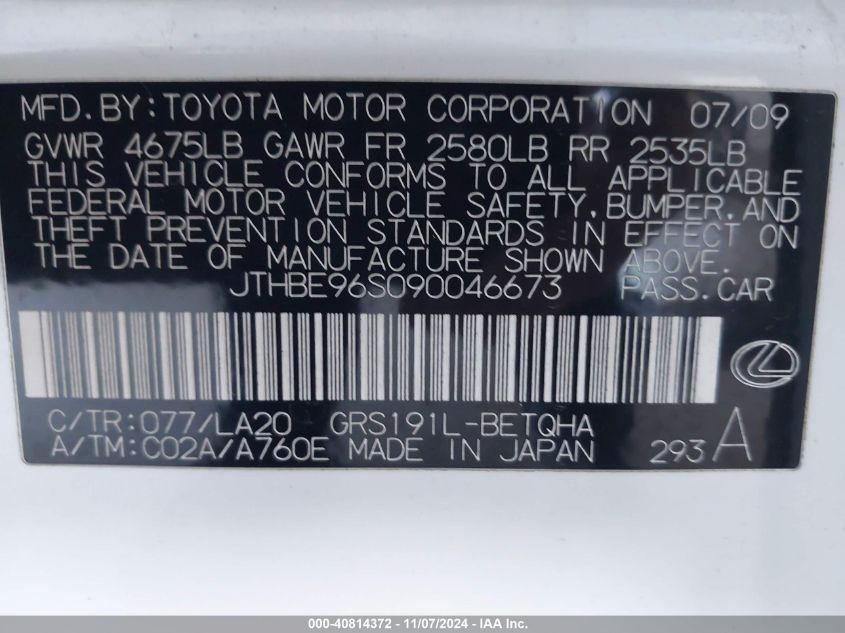 MFD. BY: TOYOTA MOTOR CORPORATION 07/09
GVWR 4675LB GAWR FR 2580LB RR 2535LB
THIS VEHICLE CONFORMS TO ALL APPLICABLE
FEDERAL MOTOR VEHICLE SAFETY, BUMPER, AND
THEFT PREVENTION STANDARDS IN EFFECT ON
THE DATE OF MANUFACTURE SHOWN ABOVE.
JTHBE96S090046673 PASS. CAR
C/TR: 077/LA20 GRS191L-BETQHA
A/TM: C02A/A760E MADE IN JAPAN 293 A
000-40814372 - 11/07/2024 - IAA Inc.